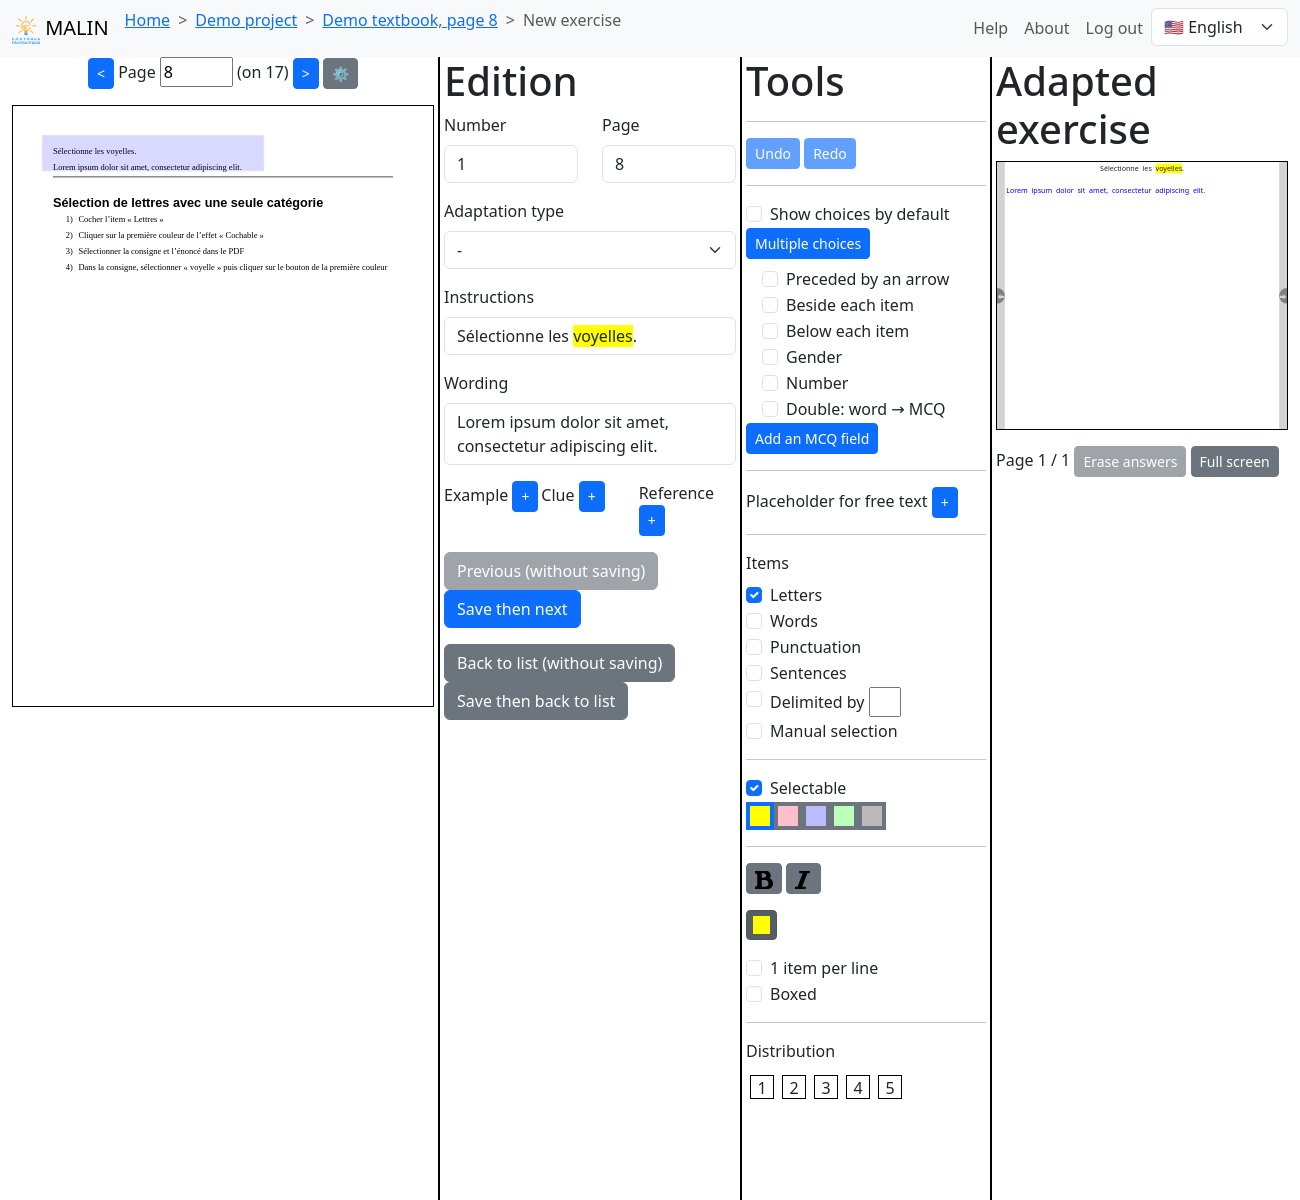 MALIN
Home > Demo project > Demo textbook, page 8 > New exercise
Help About Log out 🇺🇸 English
< Page 8 (on 17) > ⚙️
Sélectionne les voyelles.
Lorem ipsum dolor sit amet, consectetur adipiscing elit.
Sélection de lettres avec une seule catégorie
1) Cocher l’item « Lettres »
2) Cliquer sur la première couleur de l’effet « Cochable »
3) Sélectionner la consigne et l’énoncé dans le PDF
4) Dans la consigne, sélectionner « voyelle » puis cliquer sur le bouton de la première couleur
Edition
Number Page
1 8
Adaptation type
-
Instructions
Sélectionne les voyelles.
Wording
Lorem ipsum dolor sit amet,
consectetur adipiscing elit.
Example + Clue + Reference
+
Previous (without saving)
Save then next
Back to list (without saving)
Save then back to list
Tools
Undo Redo
Show choices by default
Multiple choices
Preceded by an arrow
Beside each item
Below each item
Gender
Number
Double: word → MCQ
Add an MCQ field
Placeholder for free text +
Items
Letters
Words
Punctuation
Sentences
Delimited by
Manual selection
Selectable
B I
1 item per line
Boxed
Distribution
1 2 3 4 5
Adapted
exercise
Sélectionne les voyelles.
Lorem ipsum dolor sit amet, consectetur adipiscing elit.
Page 1 / 1 Erase answers Full screen